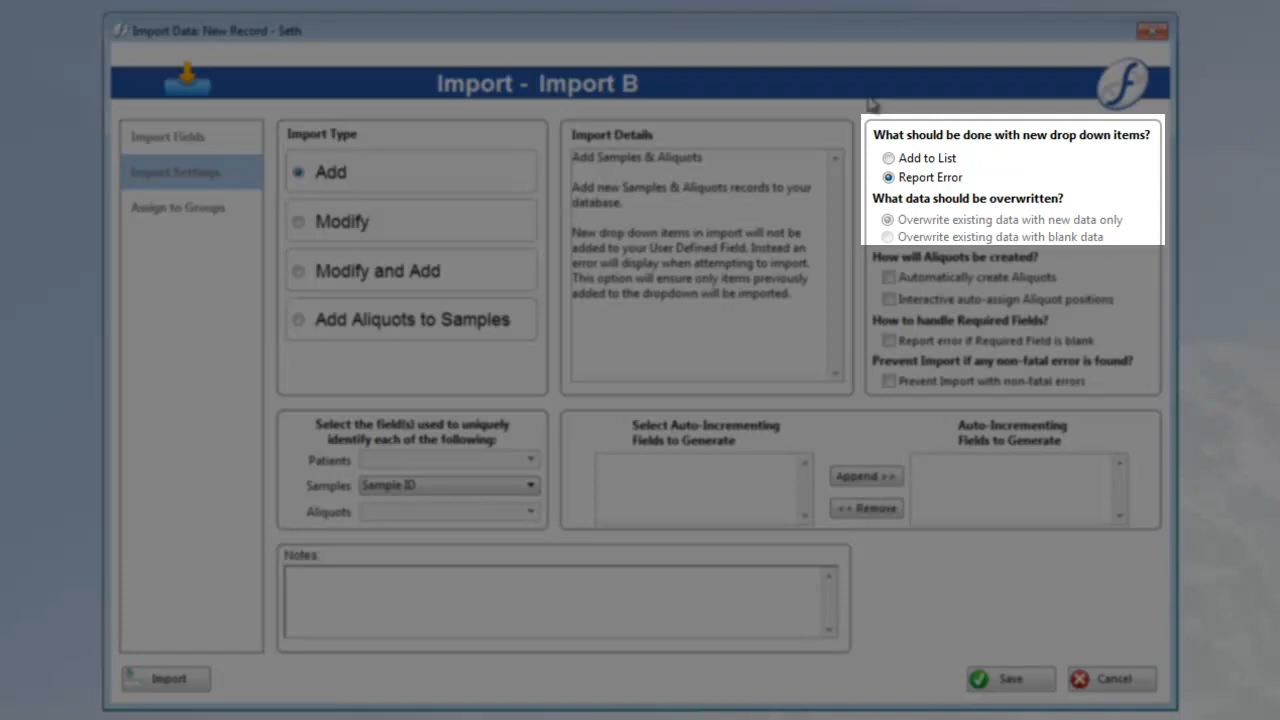 Import Data: New Record - Seth
Import - Import B
Import Fields
Import Settings
Assign to Groups
Import Type
Add
Modify
Modify and Add
Add Aliquots to Samples
Import Details
Add Samples & Aliquots
Add new Samples & Aliquots records to your
database.
New drop down items in import will not be
added to your User Defined Field. Instead an
error will display when attempting to import.
This option will ensure only items previously
added to the dropdown will be imported.
What should be done with new drop down items?
Add to List
Report Error
What data should be overwritten?
Overwrite existing data with new data only
Overwrite existing data with blank data
How will Aliquots be created?
Automatically create Aliquots
Interactive auto-assign Aliquot positions
How to handle Required Fields?
Report error if Required Field is blank
Prevent Import if any non-fatal error is found?
Prevent Import with non-fatal errors
Select the field(s) used to uniquely
identify each of the following:
Patients
Samples Sample ID
Aliquots
Select Auto-Incrementing
Fields to Generate
Append >>
<< Remove
Auto-Incrementing
Fields to Generate
Notes:
Import
Save
Cancel